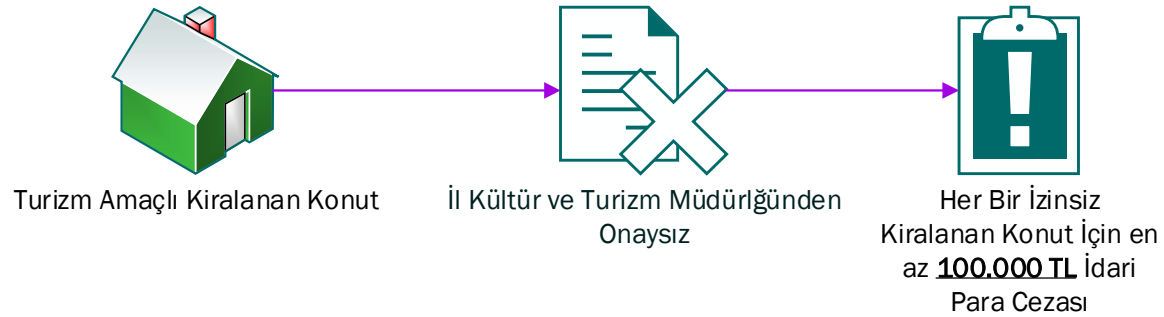 Turizm Amaçlı Kiralanan Konut
İl Kültür ve Turizm Müdürlğünden
Onaysız
Her Bir İzinsiz
Kiralanan Konut İçin en
az 100.000 TL İdari
Para Cezası